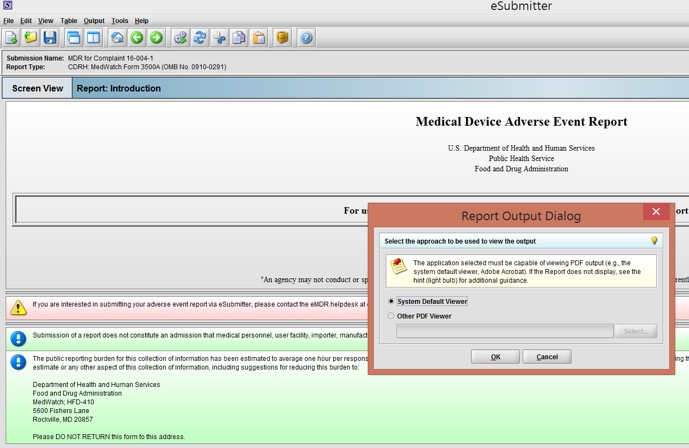 eSubmitter
File Edit View Table Output Tools Help
Submission Name: MDR for Complaint 16-004-1
Report Type: CDRH: MedWatch Form 3500A (OMB No. 0910-0291)
Screen View Report: Introduction
Medical Device Adverse Event Report
U.S. Department of Health and Human Services
Public Health Service
Food and Drug Administration
For us
ort
"An agency may not conduct or sp
rently
Report Output Dialog
Select the approach to be used to view the output
The application selected must be capable of viewing PDF output (e.g., the
system default viewer, Adobe Acrobat). If the Report does not display, see the
hint (light bulb) for additional guidance.
System Default Viewer
Other PDF Viewer
Select...
OK Cancel
If you are interested in submitting your adverse event report via eSubmitter, please contact the eMDR helpdesk at
Submission of a report does not constitute an admission that medical personnel, user facility, importer, manufact
The public reporting burden for this collection of information has been estimated to average one hour per respons
estimate or any other aspect of this collection of information, including suggestions for reducing this burden to:
Department of Health and Human Services
Food and Drug Administration
MedWatch; HFD-410
5600 Fishers Lane
Rockville, MD 20857
Please DO NOT RETURN this form to this address.